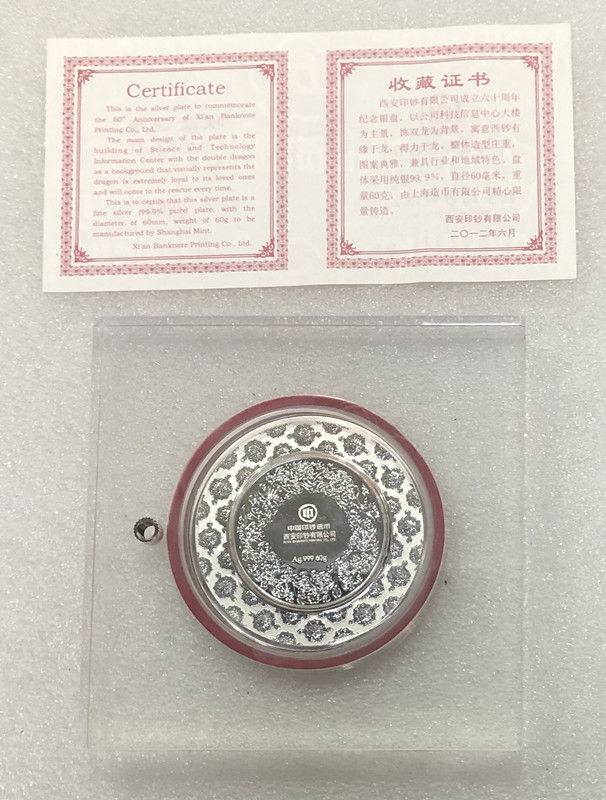 Certificate
This is the silver plate to commemorate
the 60th Anniversary of Xi'an Banknote
Printing Co., Ltd.
The main design of the plate is the
building of Science and Technology
Information Center with the double dragon
as a background that visually represents the
dragon is extremely loyal to its loved ones
and will come to the rescue every time.
This is to certify that this silver plate is a
fine silver (99.9% pure) plate, with the
diameter of 60mm, weight of 60g to be
manufactured by Shanghai Mint.
Xi'an Banknote Printing Co., Ltd.
收藏证书
西安印钞有限公司成立六十周年
纪念银盘，以公司科技信息中心大楼
为主景，饰双龙为背景，寓意西钞有
缘于龙，得力于龙，整体造型庄重，
图案典雅，兼具行业和地域特色。盘
体采用纯银99.9%，直径60毫米，重
量60克，由上海造币有限公司精心限
量铸造。
西安印钞有限公司
二〇一二年六月
中国印钞造币
西安印钞有限公司
XI'AN BANKNOTE PRINTING CO., LTD.
Ag 999 60g